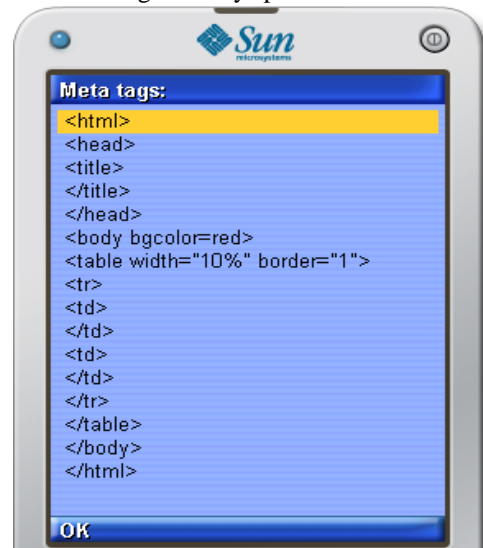 Sun
microsystems
Meta tags:
<html>
<head>
<title>
</title>
</head>
<body bgcolor=red>
<table width="10%" border="1">
<tr>
<td>
</td>
<td>
</td>
</tr>
</table>
</body>
</html>
OK